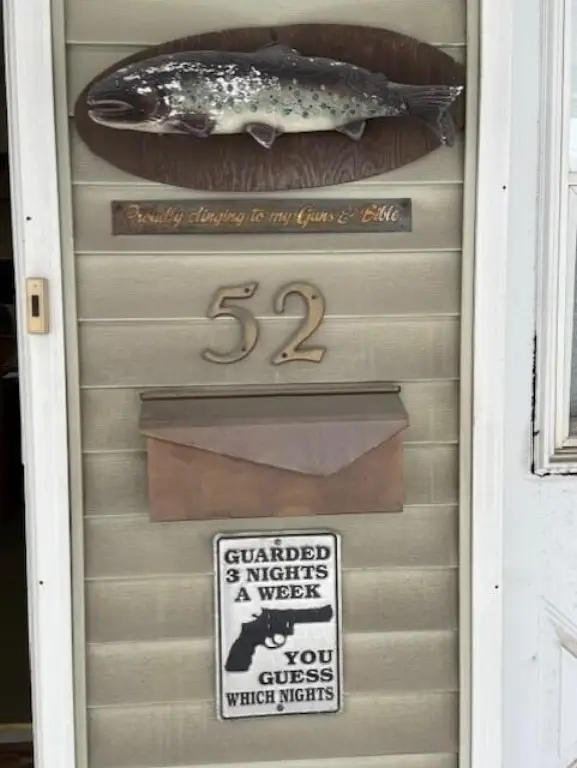 Proudly clinging to my Guns & Bible
52
GUARDED
3 NIGHTS
A WEEK
YOU
GUESS
WHICH NIGHTS